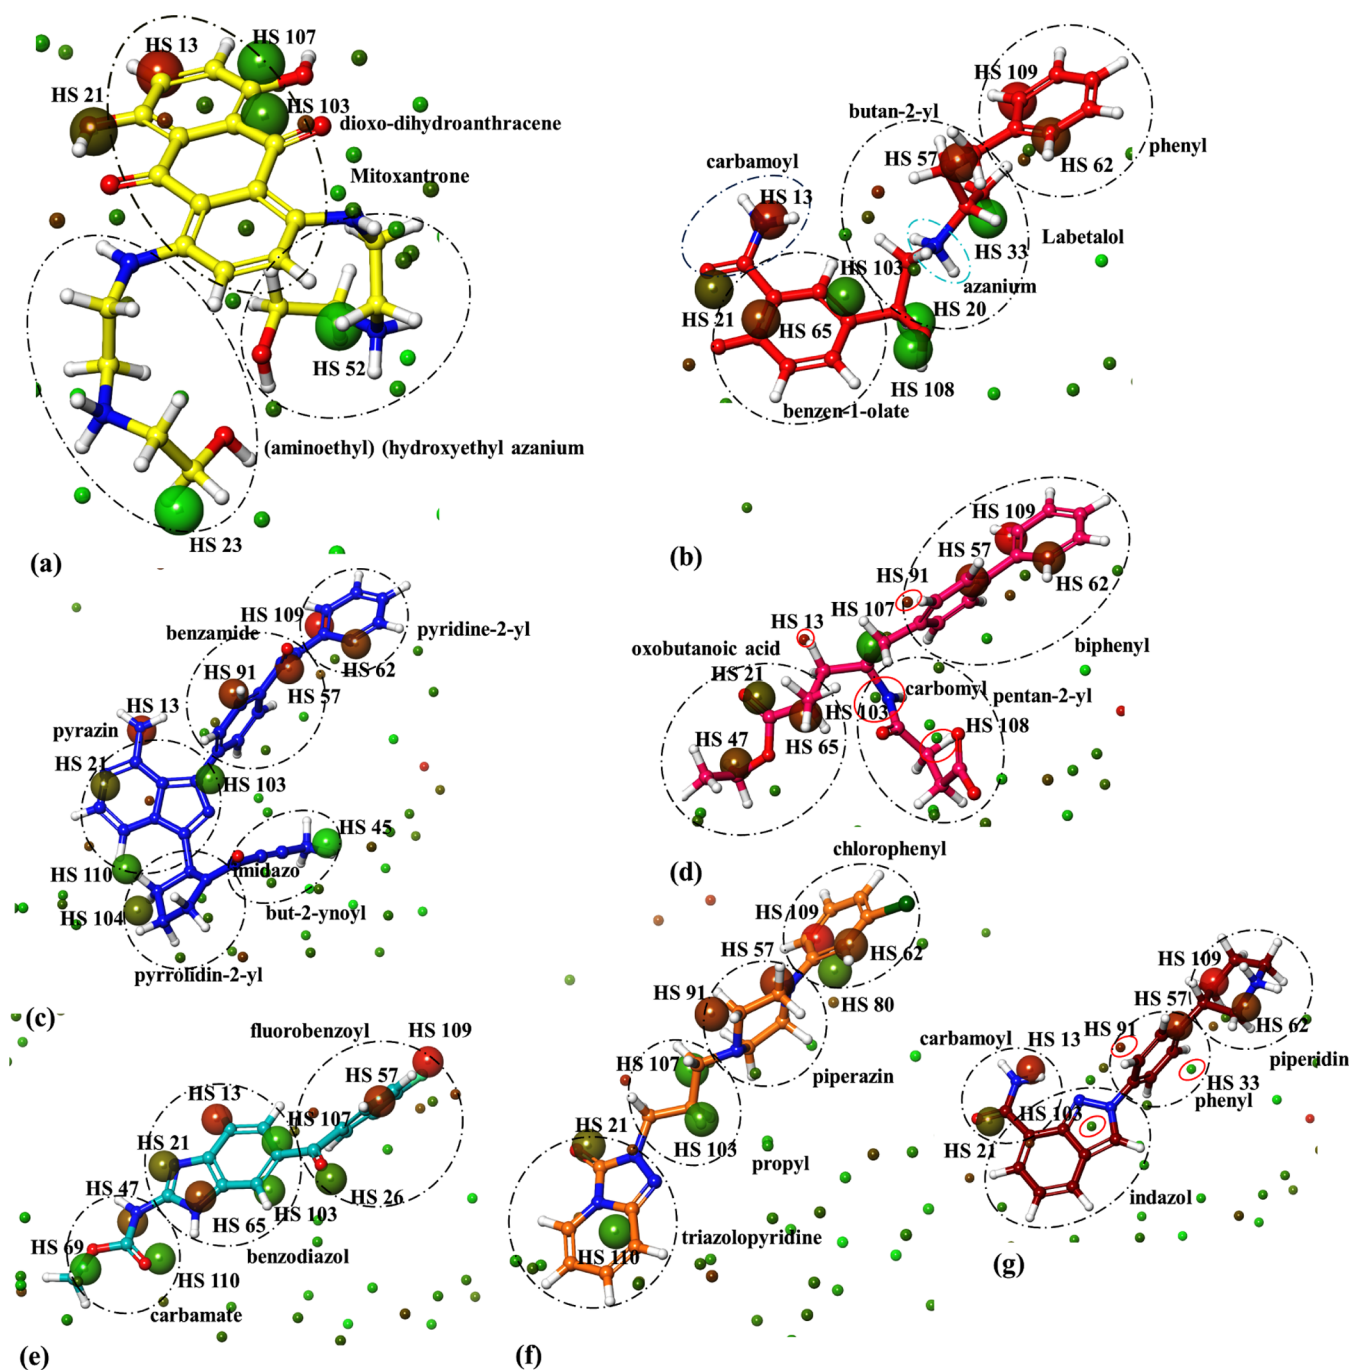 HS 13
HS 107
HS 21
HS 103
dioxo-dihydroanthracene
Mitoxantrone
HS 52
(aminoethyl) (hydroxyethyl azanium
HS 23
(a)
HS 109
butan-2-yl
carbamoyl
HS 57
HS 62
phenyl
HS 13
HS 33
Labetalol
HS 103
azanium
HS 21
HS 65
HS 20
HS 108
benzen-1-olate
(b)
HS 109
benzamide
pyridine-2-yl
HS 91
HS 62
HS 57
HS 13
pyrazin
HS 21
HS 103
HS 45
imidazo
HS 110
but-2-ynoyl
HS 104
pyrrolidin-2-yl
(c)
HS 109
HS 57
HS 91
HS 62
HS 107
HS 13
oxobutanoic acid
biphenyl
HS 21
carbomyl
pentan-2-yl
HS 103
HS 108
HS 47
HS 65
(d)
fluorobenzoyl
HS 109
HS 57
HS 13
HS 107
HS 21
HS 47
HS 26
HS 65
HS 103
HS 69
benzodiazol
HS 110
carbamate
(e)
chlorophenyl
HS 109
HS 57
HS 62
HS 91
HS 80
HS 107
piperazin
HS 21
HS 103
propyl
triazolopyridine
HS 110
(f)
HS 109
HS 57
HS 91
HS 62
carbamoyl
HS 13
piperidin
HS 33
phenyl
HS 103
HS 21
indazol
(g)